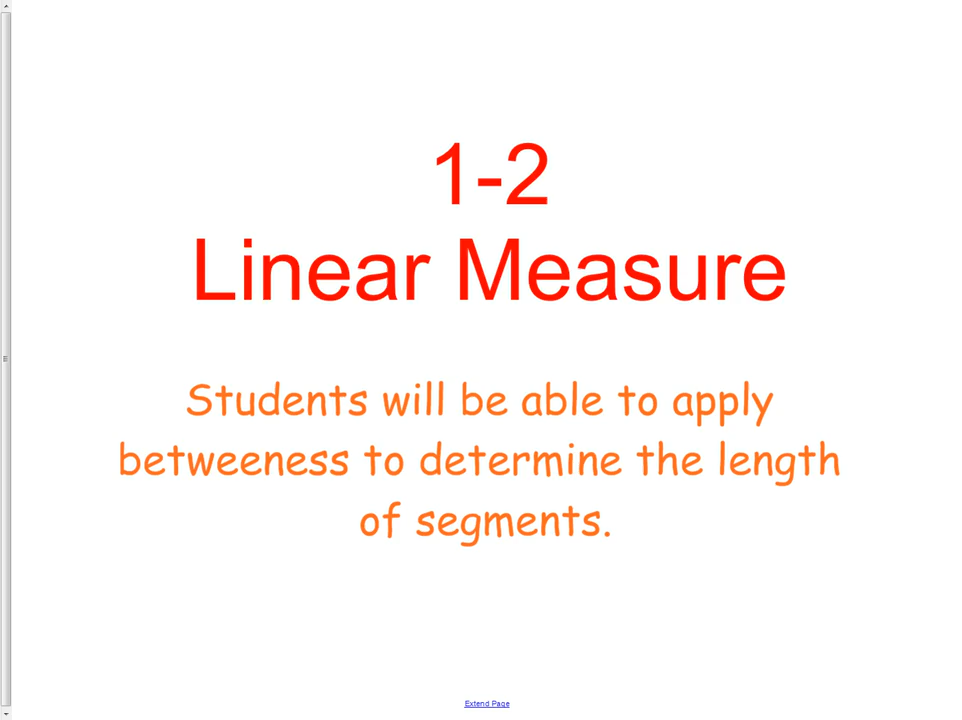 1-2
Linear Measure
Students will be able to apply
betweeness to determine the length
of segments.
Extend Page